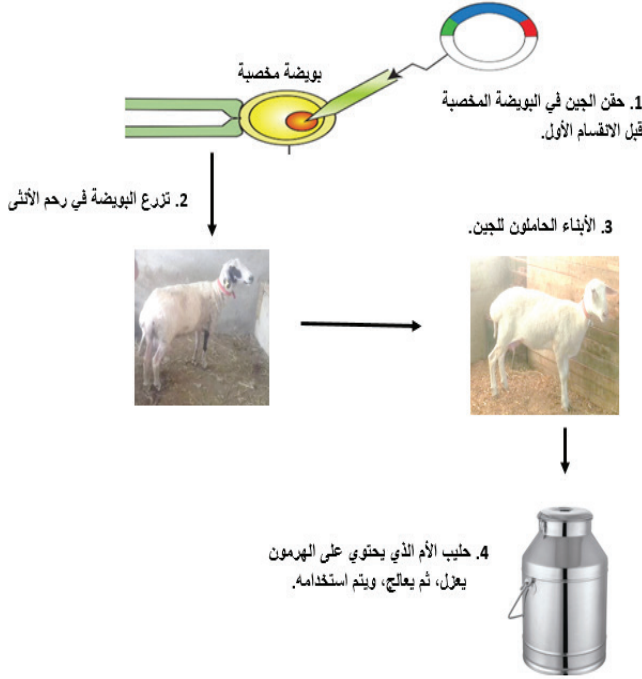 بويضة مخصبة
1. حقن الجين في البويضة المخصبة
قبل الانقسام الأول.
2. تزرع البويضة في رحم الأنثى
3. الأبناء الحاملون للجين.
4. حليب الأم الذي يحتوي على الهرمون
يعزل، ثم يعالج، ويتم استخدامه.